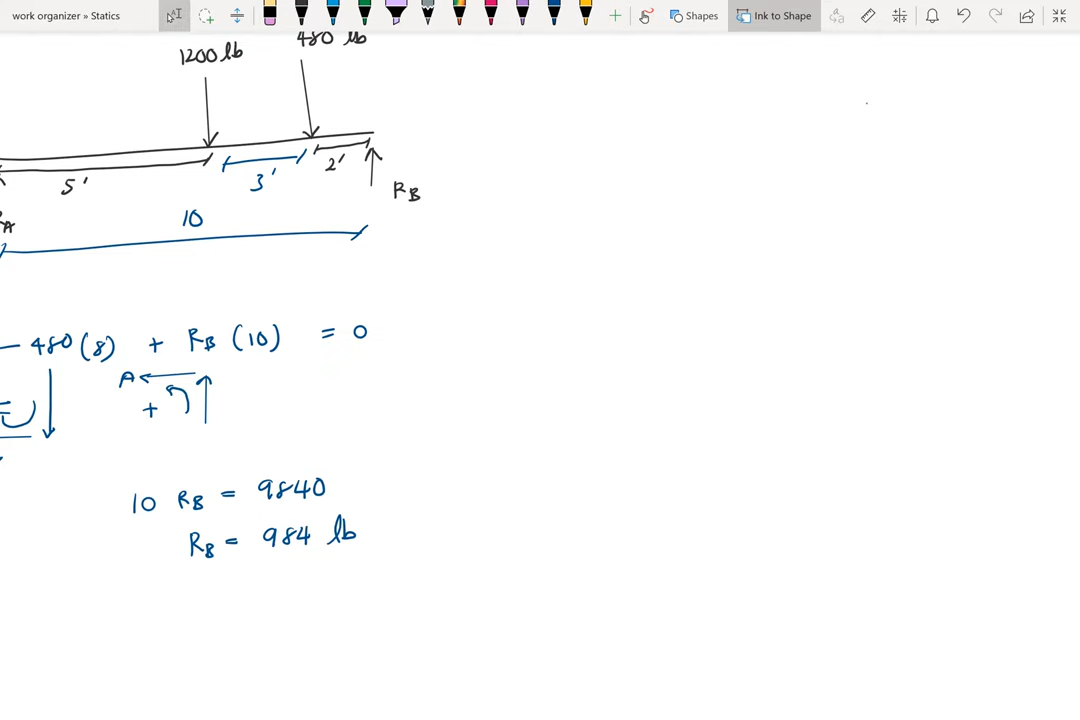 work organizer » Statics
Shapes
Ink to Shape
1200 lb
480 lb
5'
3'
2'
RB
A
10
– 480 (8) + RB (10) = 0
A
+
10 RB = 9840
RB = 984 lb